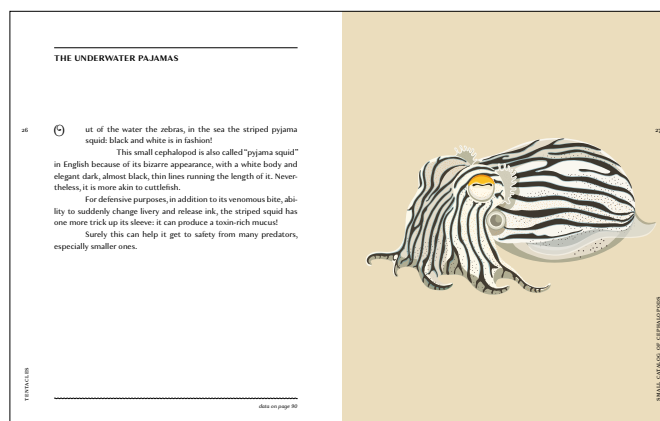 THE UNDERWATER PAJAMAS
26
Out of the water the zebras, in the sea the striped pyjama
squid: black and white is in fashion!
This small cephalopod is also called "pyjama squid"
in English because of its bizarre appearance, with a white body and
elegant dark, almost black, thin lines running the length of it. Never-
theless, it is more akin to cuttlefish.
For defensive purposes, in addition to its venomous bite, abi-
lity to suddenly change livery and release ink, the striped squid has
one more trick up its sleeve: it can produce a toxin-rich mucus!
Surely this can help it get to safety from many predators,
especially smaller ones.
TENTACLES
data on page 90
SMALL CATALOG OF CEPHALOPODS